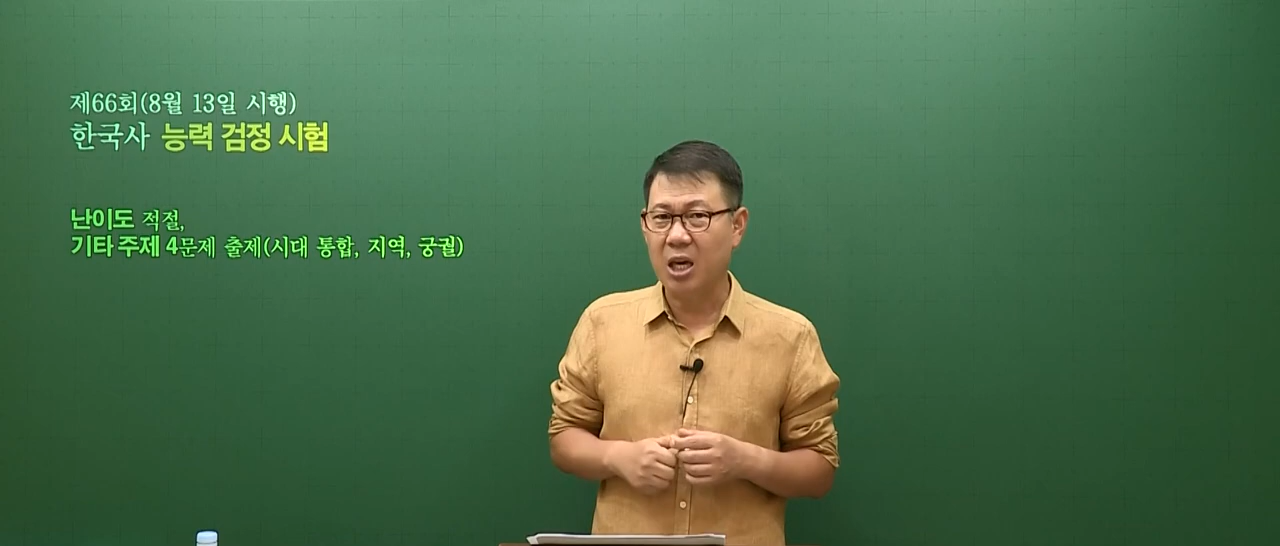 제66회(8월 13일 시행)
한국사 능력 검정 시험
난이도 적절,
기타 주제 4문제 출제(시대 통합, 지역, 궁궐)